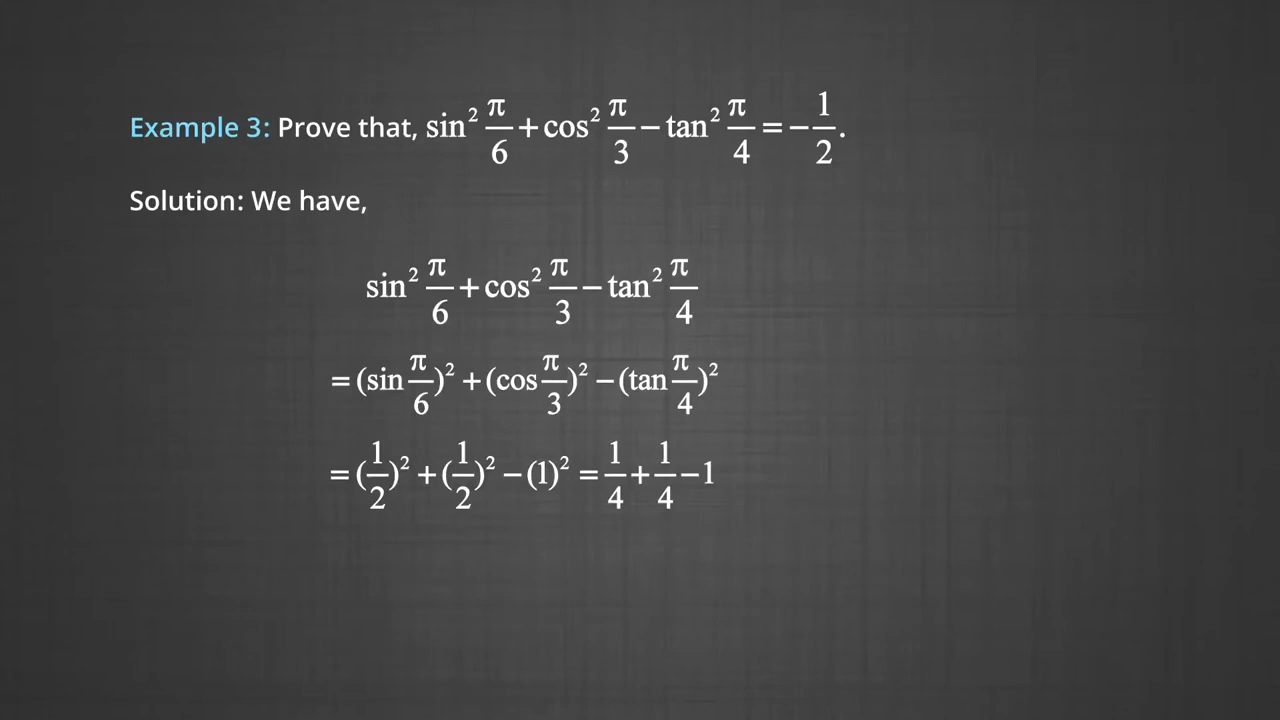 Example 3: Prove that, sin² π/6 + cos² π/3 − tan² π/4 = − 1/2.
Solution: We have,
sin² π/6 + cos² π/3 − tan² π/4
= (sin π/6)² + (cos π/3)² − (tan π/4)²
= (1/2)² + (1/2)² − (1)² = 1/4 + 1/4 − 1